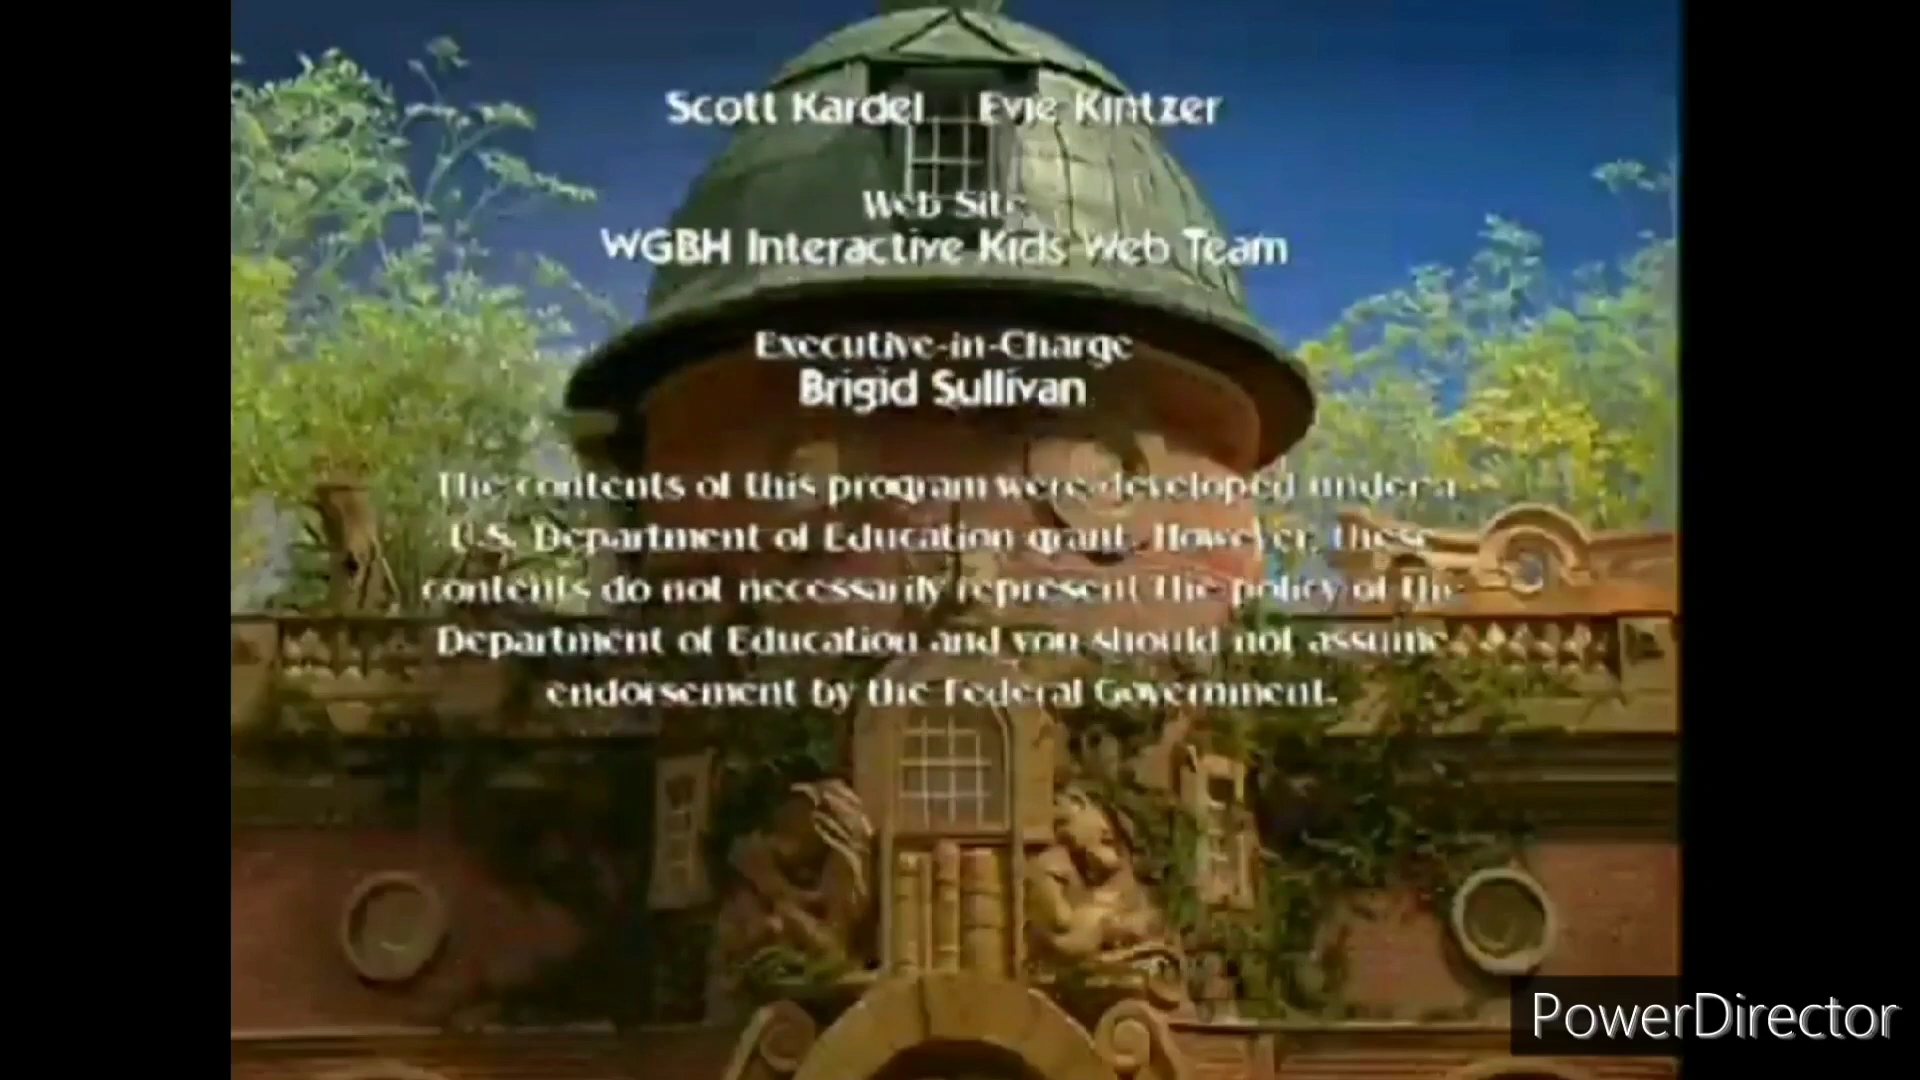 Scott Kardel Evie Kintzer
Web Site
WGBH Interactive Kids Web Team
Executive-in-Charge
Brigid Sullivan
The contents of this program were developed under a
U.S. Department of Education grant. However, these
contents do not necessarily represent the policy of the
Department of Education and you should not assume
endorsement by the Federal Government.
PowerDirector